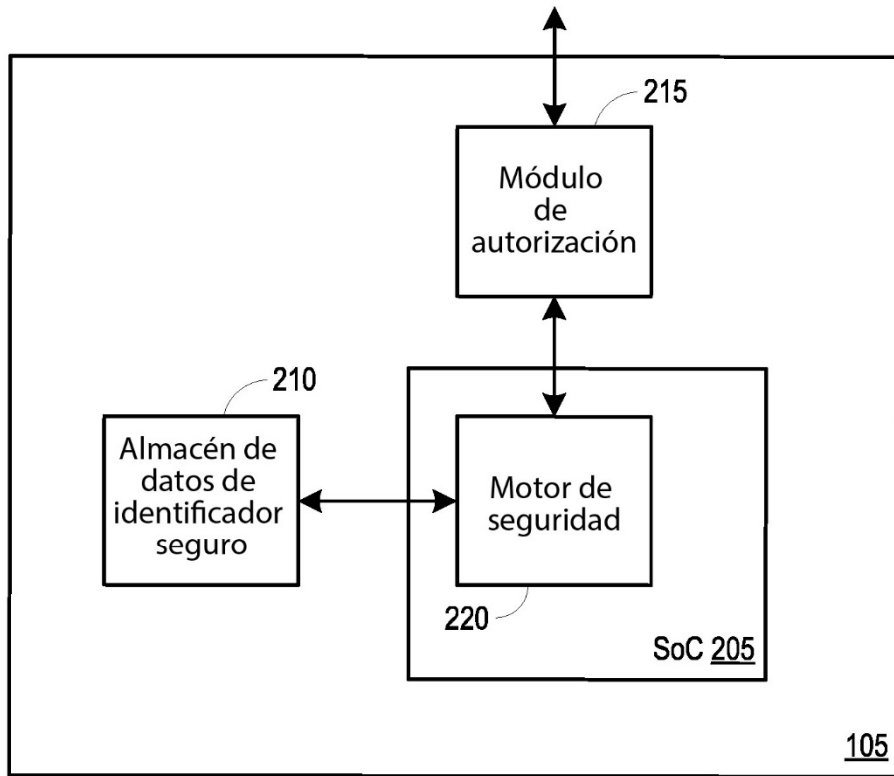 215
Módulo
de
autorización
210
Almacén de
datos de
identificador
seguro
Motor de
seguridad
220
SoC 205
105